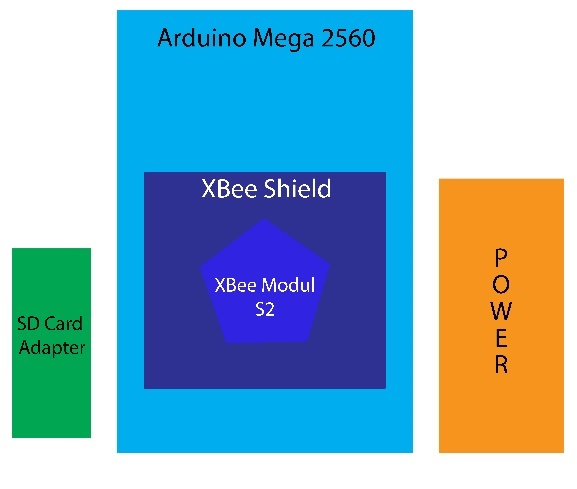 Arduino Mega 2560
XBee Shield
XBee Modul
S2
SD Card
Adapter
P
O
W
E
R